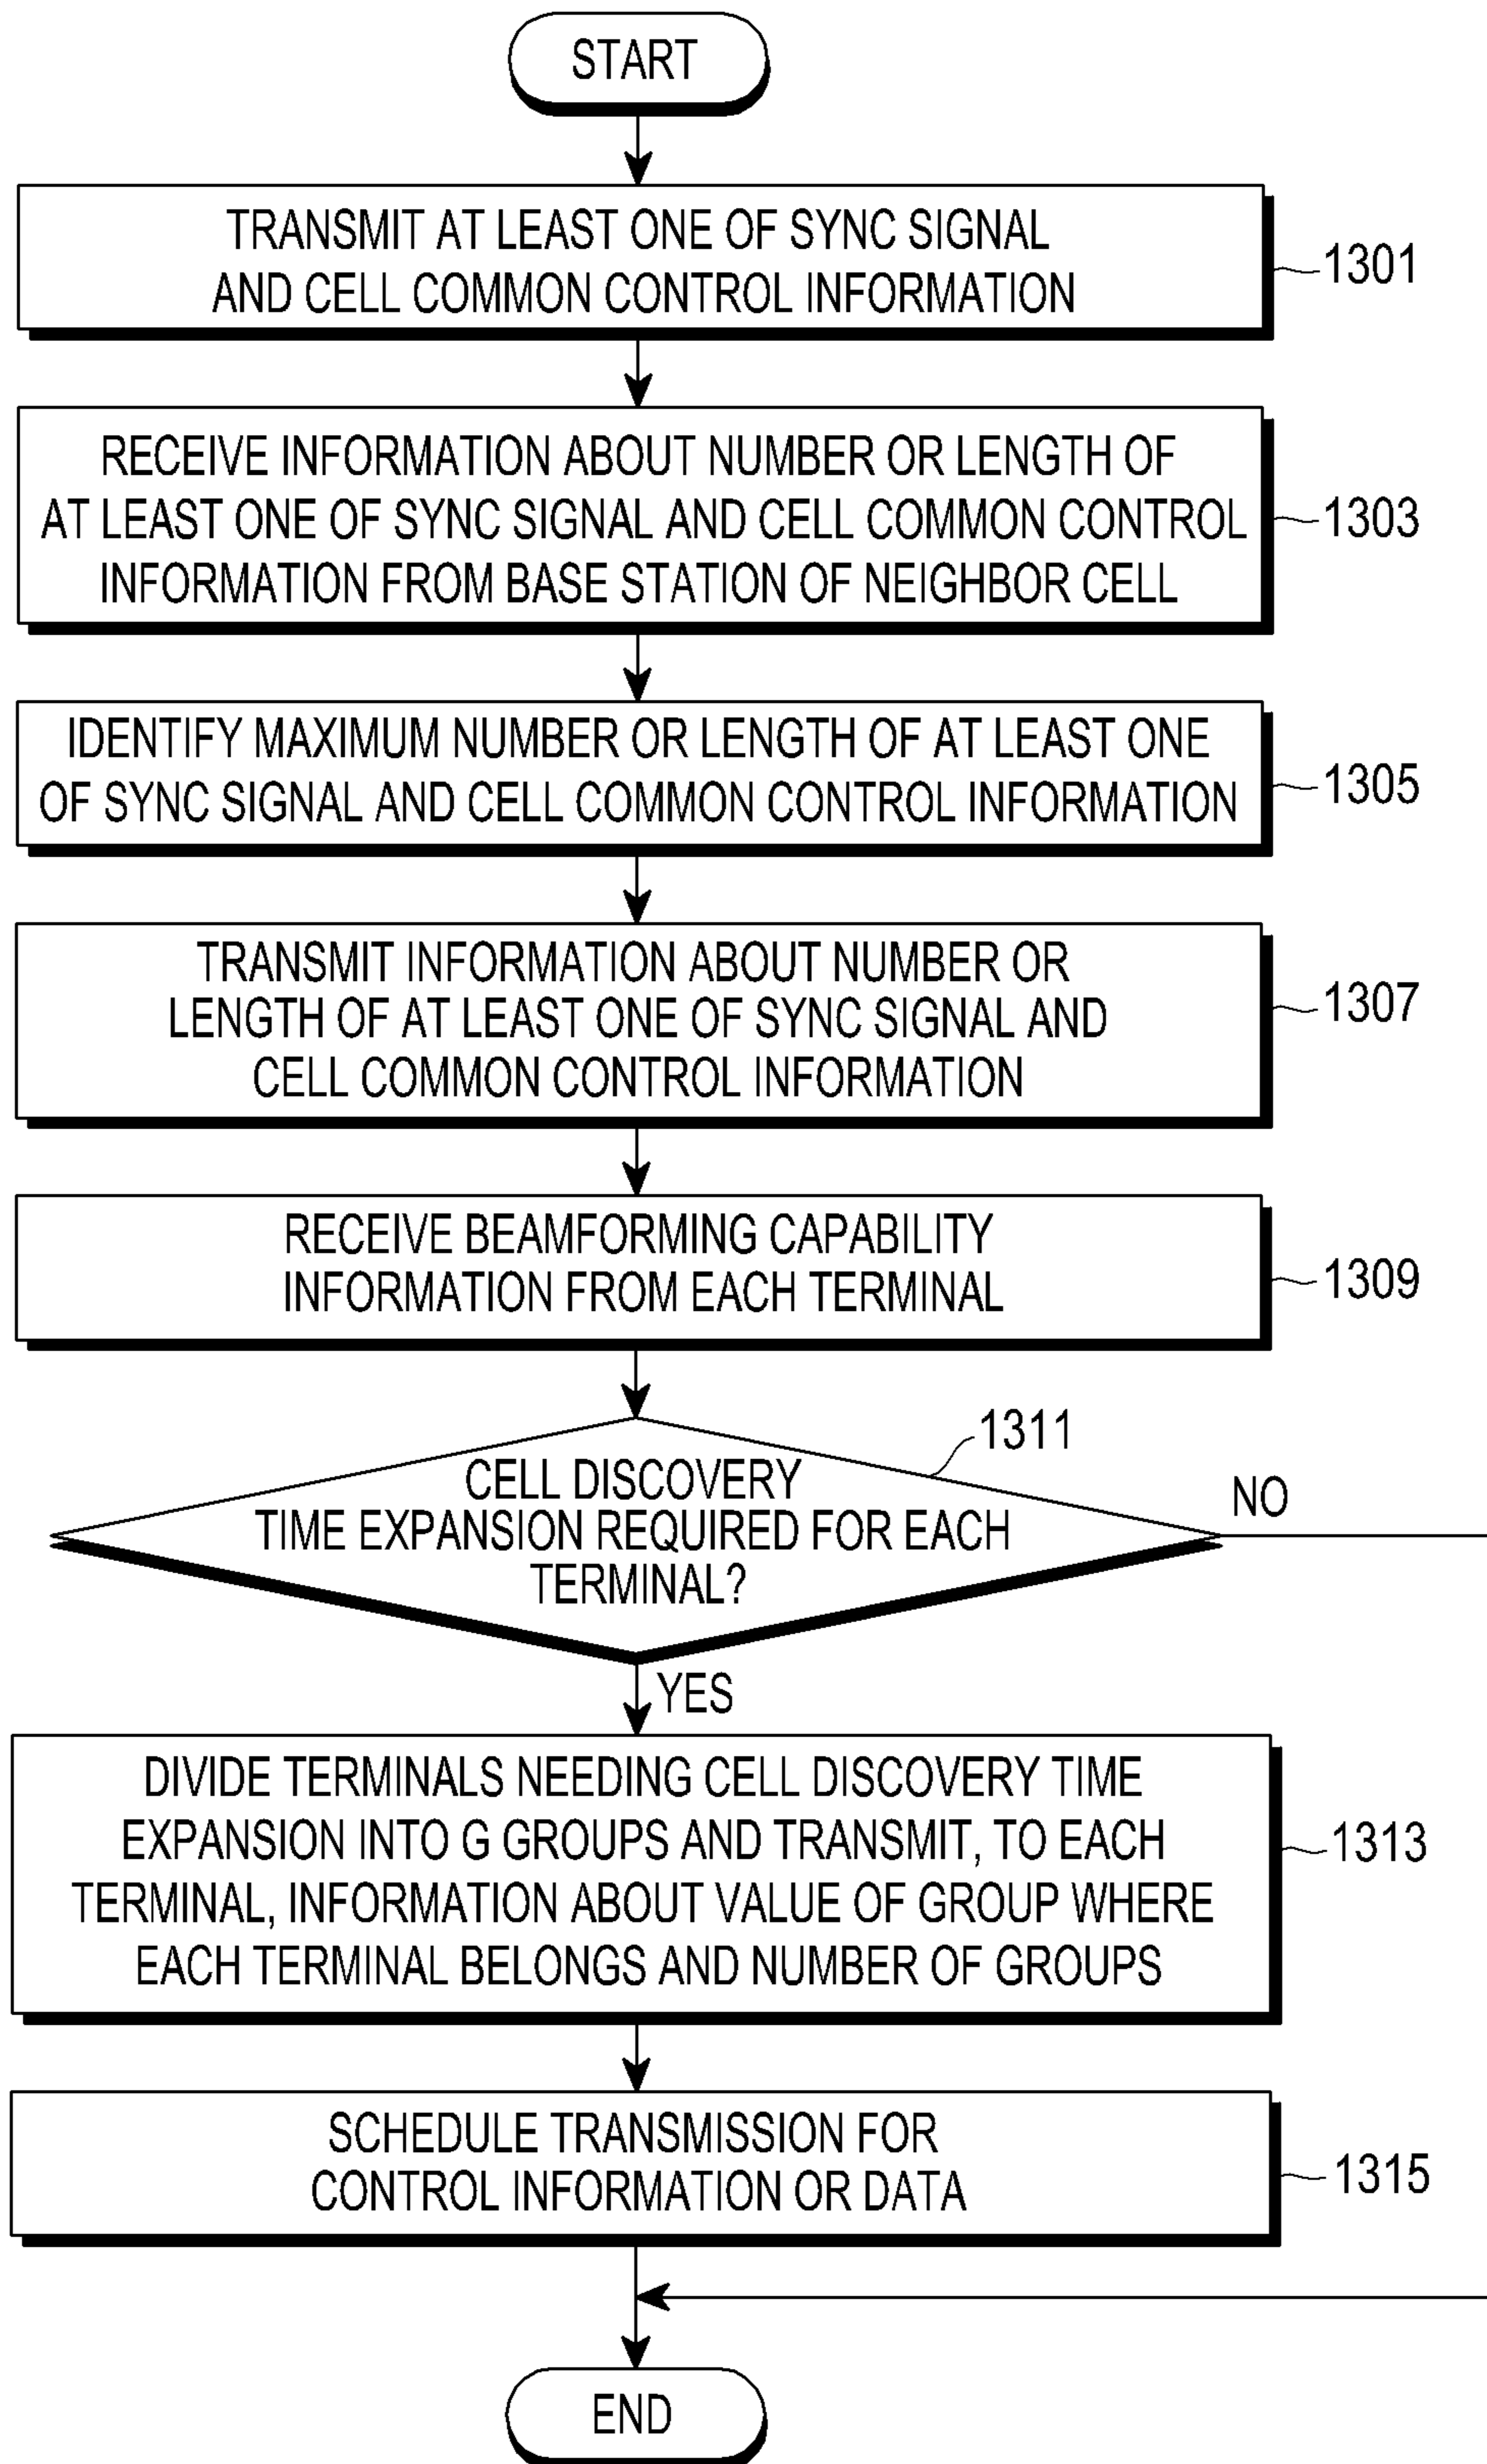 START
TRANSMIT AT LEAST ONE OF SYNC SIGNAL
AND CELL COMMON CONTROL INFORMATION
1301
RECEIVE INFORMATION ABOUT NUMBER OR LENGTH OF
AT LEAST ONE OF SYNC SIGNAL AND CELL COMMON CONTROL
INFORMATION FROM BASE STATION OF NEIGHBOR CELL
1303
IDENTIFY MAXIMUM NUMBER OR LENGTH OF AT LEAST ONE
OF SYNC SIGNAL AND CELL COMMON CONTROL INFORMATION
1305
TRANSMIT INFORMATION ABOUT NUMBER OR
LENGTH OF AT LEAST ONE OF SYNC SIGNAL AND
CELL COMMON CONTROL INFORMATION
1307
RECEIVE BEAMFORMING CAPABILITY
INFORMATION FROM EACH TERMINAL
1309
1311
CELL DISCOVERY
TIME EXPANSION REQUIRED FOR EACH
TERMINAL?
NO
YES
DIVIDE TERMINALS NEEDING CELL DISCOVERY TIME
EXPANSION INTO G GROUPS AND TRANSMIT, TO EACH
TERMINAL, INFORMATION ABOUT VALUE OF GROUP WHERE
EACH TERMINAL BELONGS AND NUMBER OF GROUPS
1313
SCHEDULE TRANSMISSION FOR
CONTROL INFORMATION OR DATA
1315
END